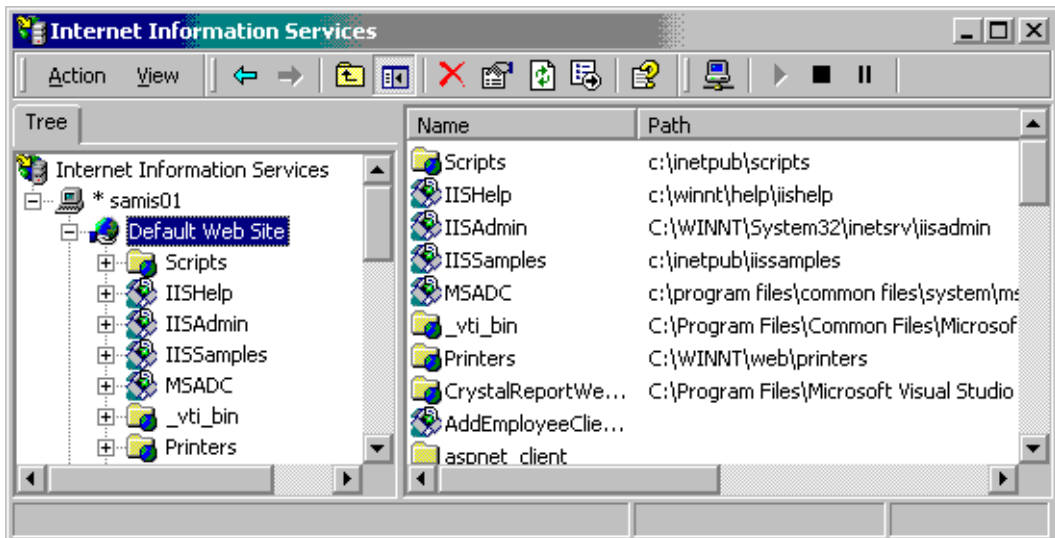 Internet Information Services
Action View
Tree
Internet Information Services
* samis01
Default Web Site
Scripts
IISHelp
IISAdmin
IISSamples
MSADC
_vti_bin
Printers
Name Path
Scripts c:\inetpub\scripts
IISHelp c:\winnt\help\iishelp
IISAdmin C:\WINNT\System32\inetsrv\iisadmin
IISSamples c:\inetpub\iissamples
MSADC c:\program files\common files\system\ms
_vti_bin C:\Program Files\Common Files\Microsof
Printers C:\WINNT\web\printers
CrystalReportWe... C:\Program Files\Microsoft Visual Studio
AddEmployeeClie...
aspnet_client